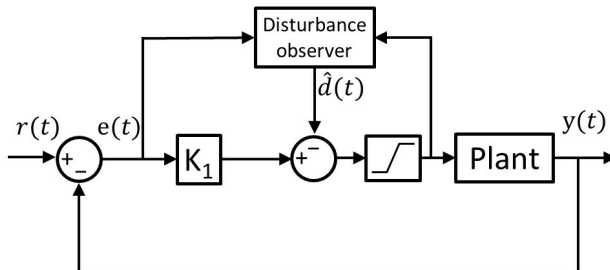 Disturbance
observer
d̂(t)
r(t)
e(t)
y(t)
+
−
K₁
+
−
Plant